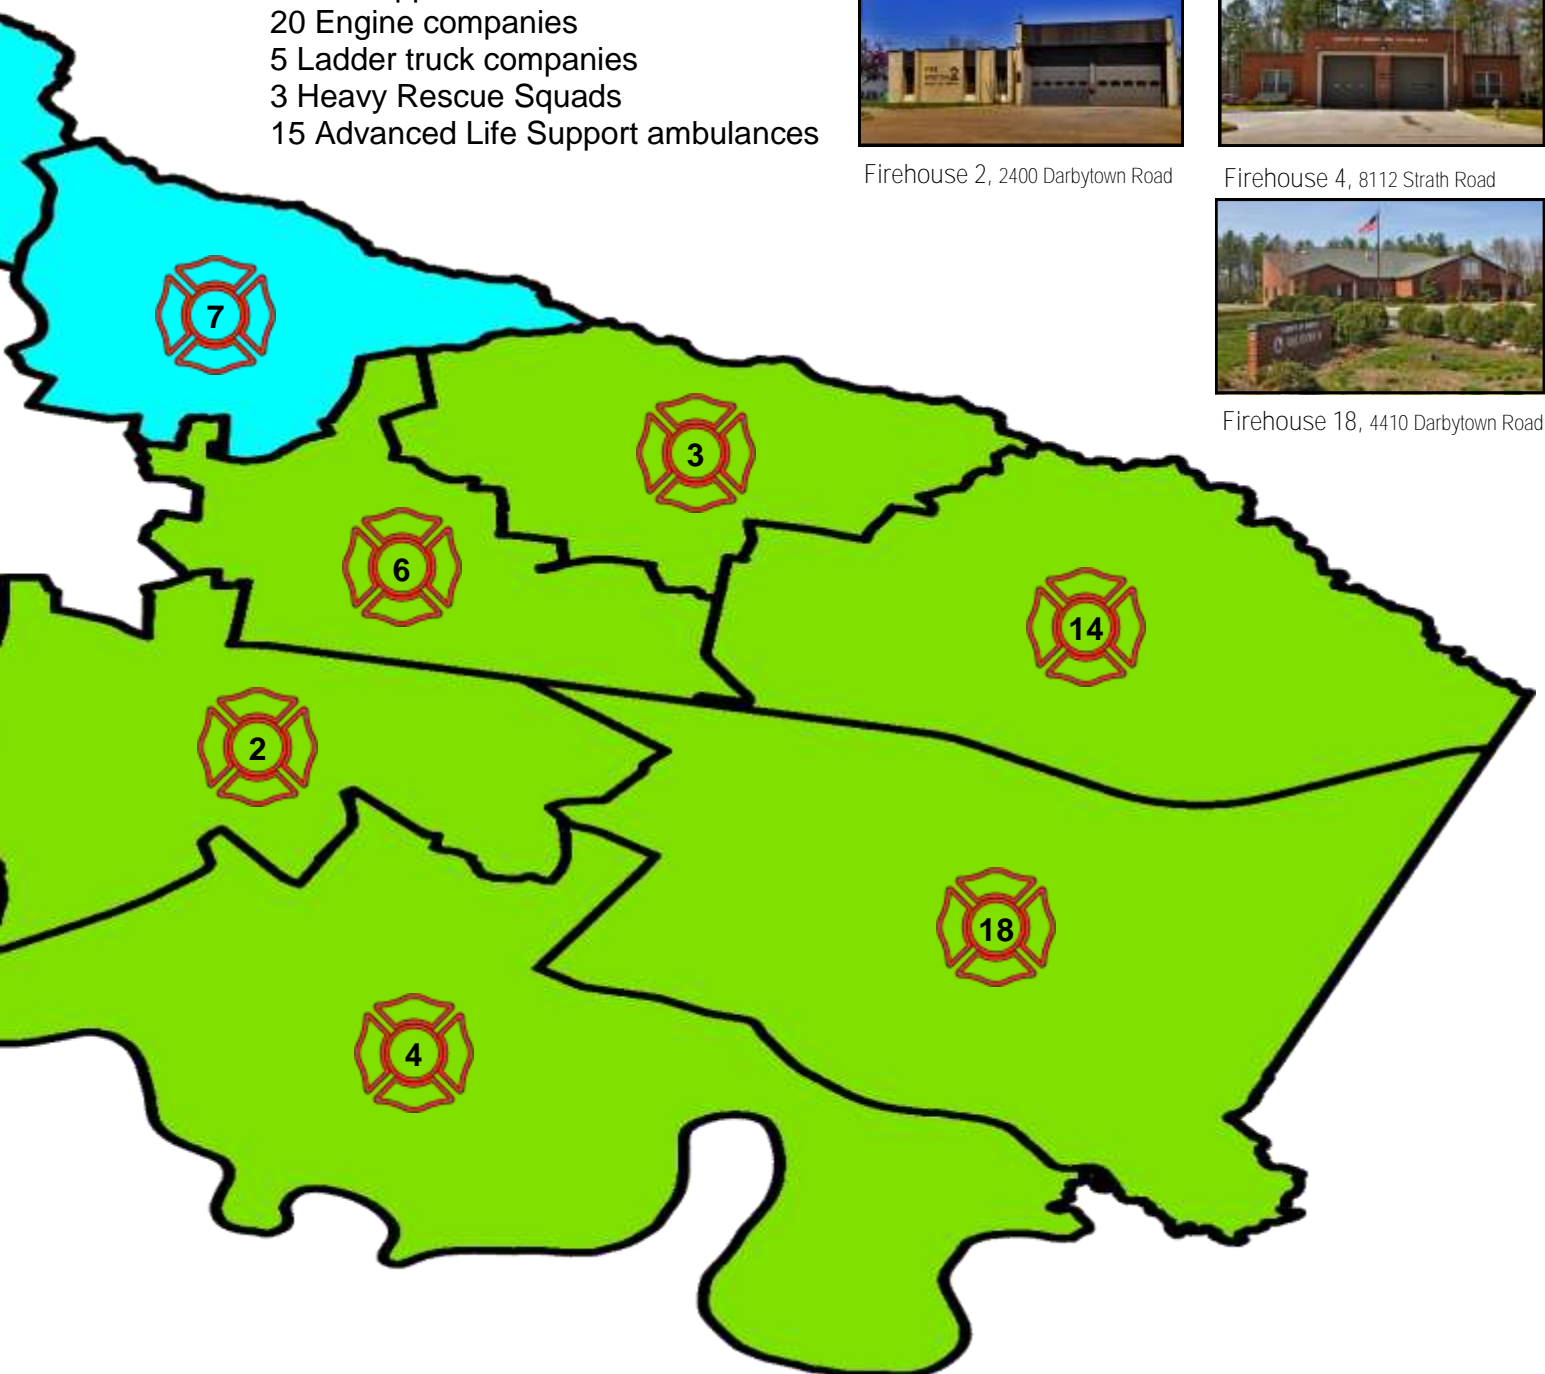 20 Engine companies
5 Ladder truck companies
3 Heavy Rescue Squads
15 Advanced Life Support ambulances
Firehouse 2, 2400 Darbytown Road
Firehouse 4, 8112 Strath Road
Firehouse 18, 4410 Darbytown Road
7
3
6
14
2
18
4